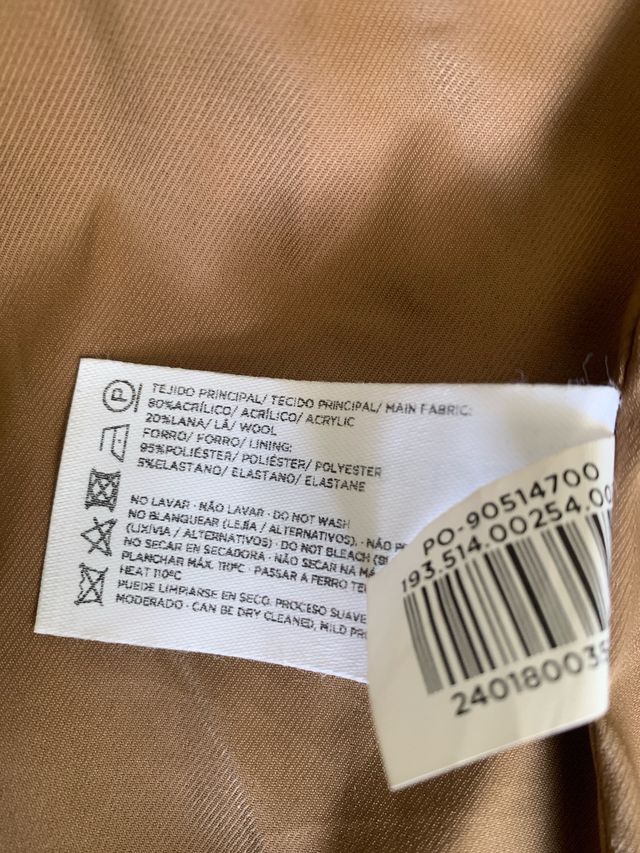 TEJIDO PRINCIPAL/ TECIDO PRINCIPAL/ MAIN FABRIC:
80%ACRÍLICO/ ACRÍLICO/ ACRYLIC
20%LANA/ LÃ/ WOOL
FORRO/ FORRO/ LINING:
95%POLIÉSTER/ POLIÉSTER/ POLYESTER
5%ELASTANO/ ELASTANO/ ELASTANE
NO LAVAR · NÃO LAVAR · DO NOT WASH
NO BLANQUEAR (LEJÍA / ALTERNATIVOS). · NÃO
(LIXÍVIA / ALTERNATIVOS) · DO NOT BLEACH
NO SECAR EN SECADORA · NÃO SECAR NA
PLANCHAR MÁX. 110ºC · PASSAR A FERRO
HEAT 110ºC
PUEDE LIMPIARSE EN SECO. PROCESO SUAVE
MODERADO · CAN BE DRY CLEANED, MILD
P
PO-90514700
193.514.00254.00
240180035